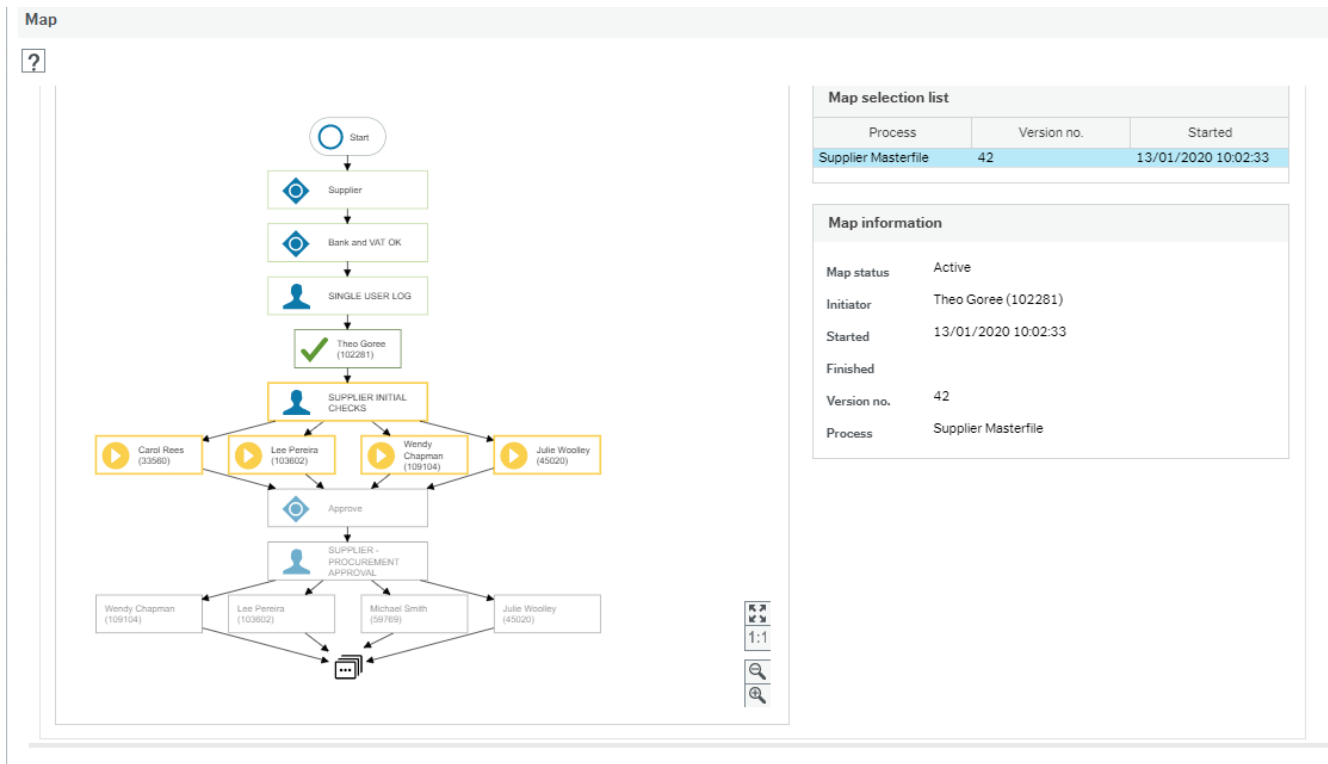 Map
?
Start
Supplier
Bank and VAT OK
SINGLE USER LOG
Theo Goree
(102281)
SUPPLIER INITIAL
CHECKS
Carol Rees
(33560)
Lee Pereira
(103602)
Wendy
Chapman
(109104)
Julie Woolley
(45020)
Approve
SUPPLIER -
PROCUREMENT
APPROVAL
Wendy Chapman
(109104)
Lee Pereira
(103602)
Michael Smith
(59769)
Julie Woolley
(45020)
1:1
Map selection list
Process Version no. Started
Supplier Masterfile 42 13/01/2020 10:02:33
Map information
Map status Active
Initiator Theo Goree (102281)
Started 13/01/2020 10:02:33
Finished
Version no. 42
Process Supplier Masterfile